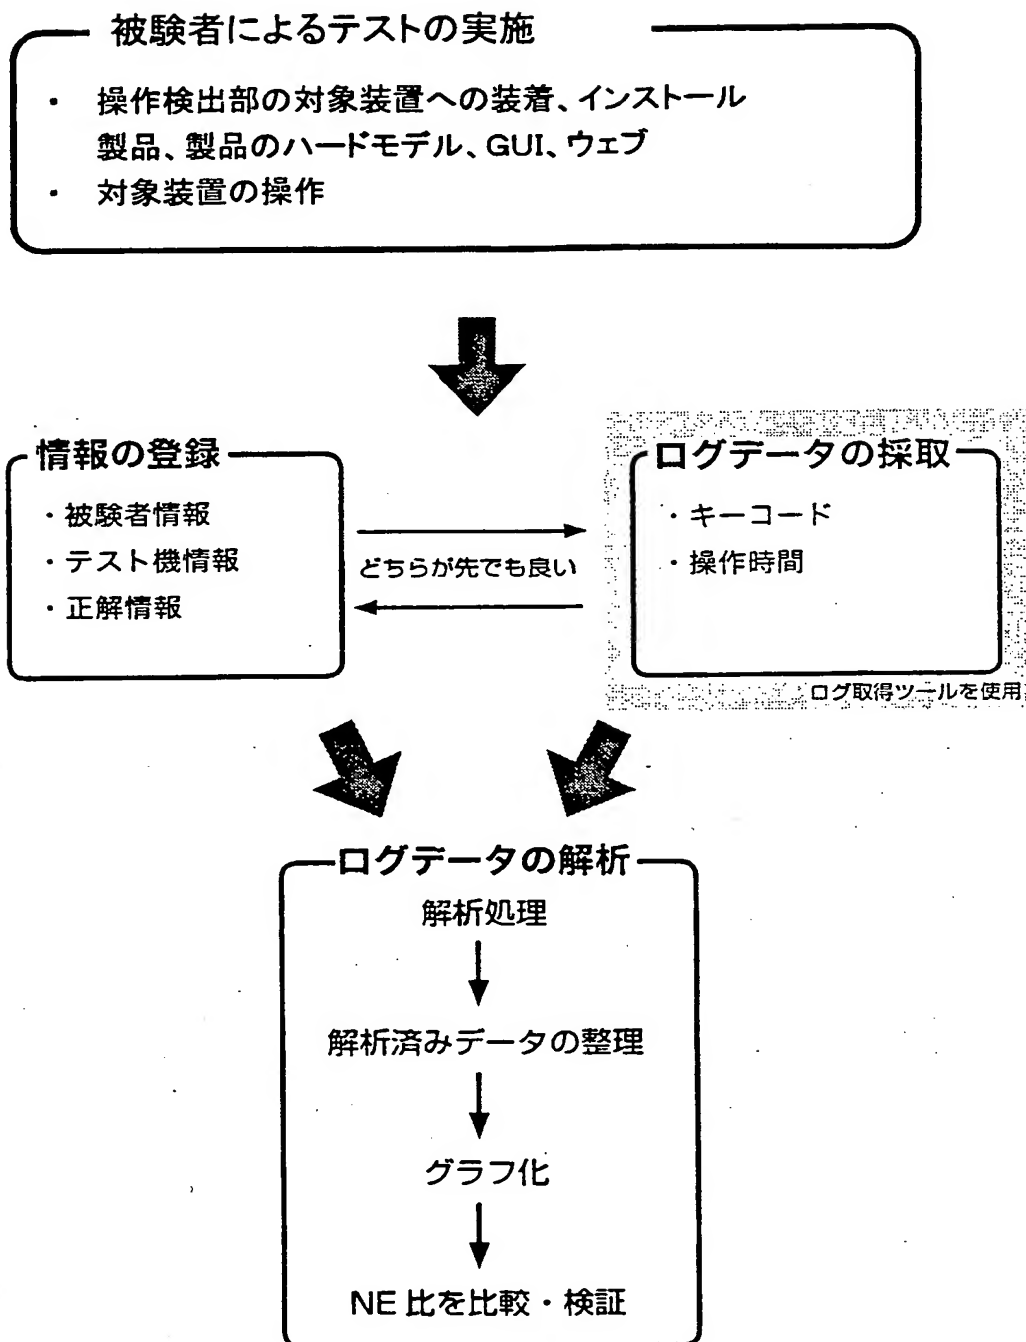 被験者によるテストの実施
・ 操作検出部の対象装置への装着、インストール
製品、製品のハードモデル、GUI、ウェブ
・ 対象装置の操作
情報の登録
・被験者情報
・テスト機情報
・正解情報
どちらが先でも良い
ログデータの採取
・キーコード
・操作時間
ログ取得ツールを使用
ログデータの解析
解析処理
解析済みデータの整理
グラフ化
NE 比を比較・検証